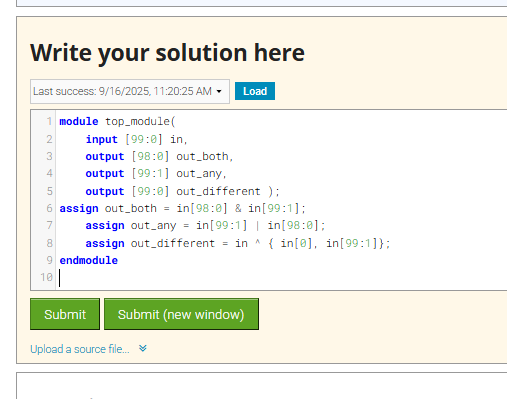 Write your solution here
Last success: 9/16/2025, 11:20:25 AM Load
1 module top_module(
2 input [99:0] in,
3 output [98:0] out_both,
4 output [99:1] out_any,
5 output [99:0] out_different );
6 assign out_both = in[98:0] & in[99:1];
7 assign out_any = in[99:1] | in[98:0];
8 assign out_different = in ^ { in[0], in[99:1]};
9 endmodule
10
Submit Submit (new window)
Upload a source file...